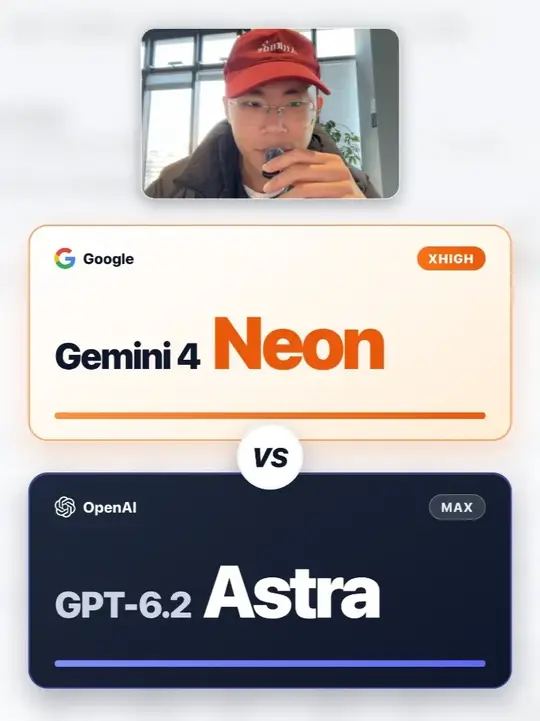 Google
XHIGH
Gemini 4 Neon
VS
OpenAI
MAX
GPT-6.2 Astra